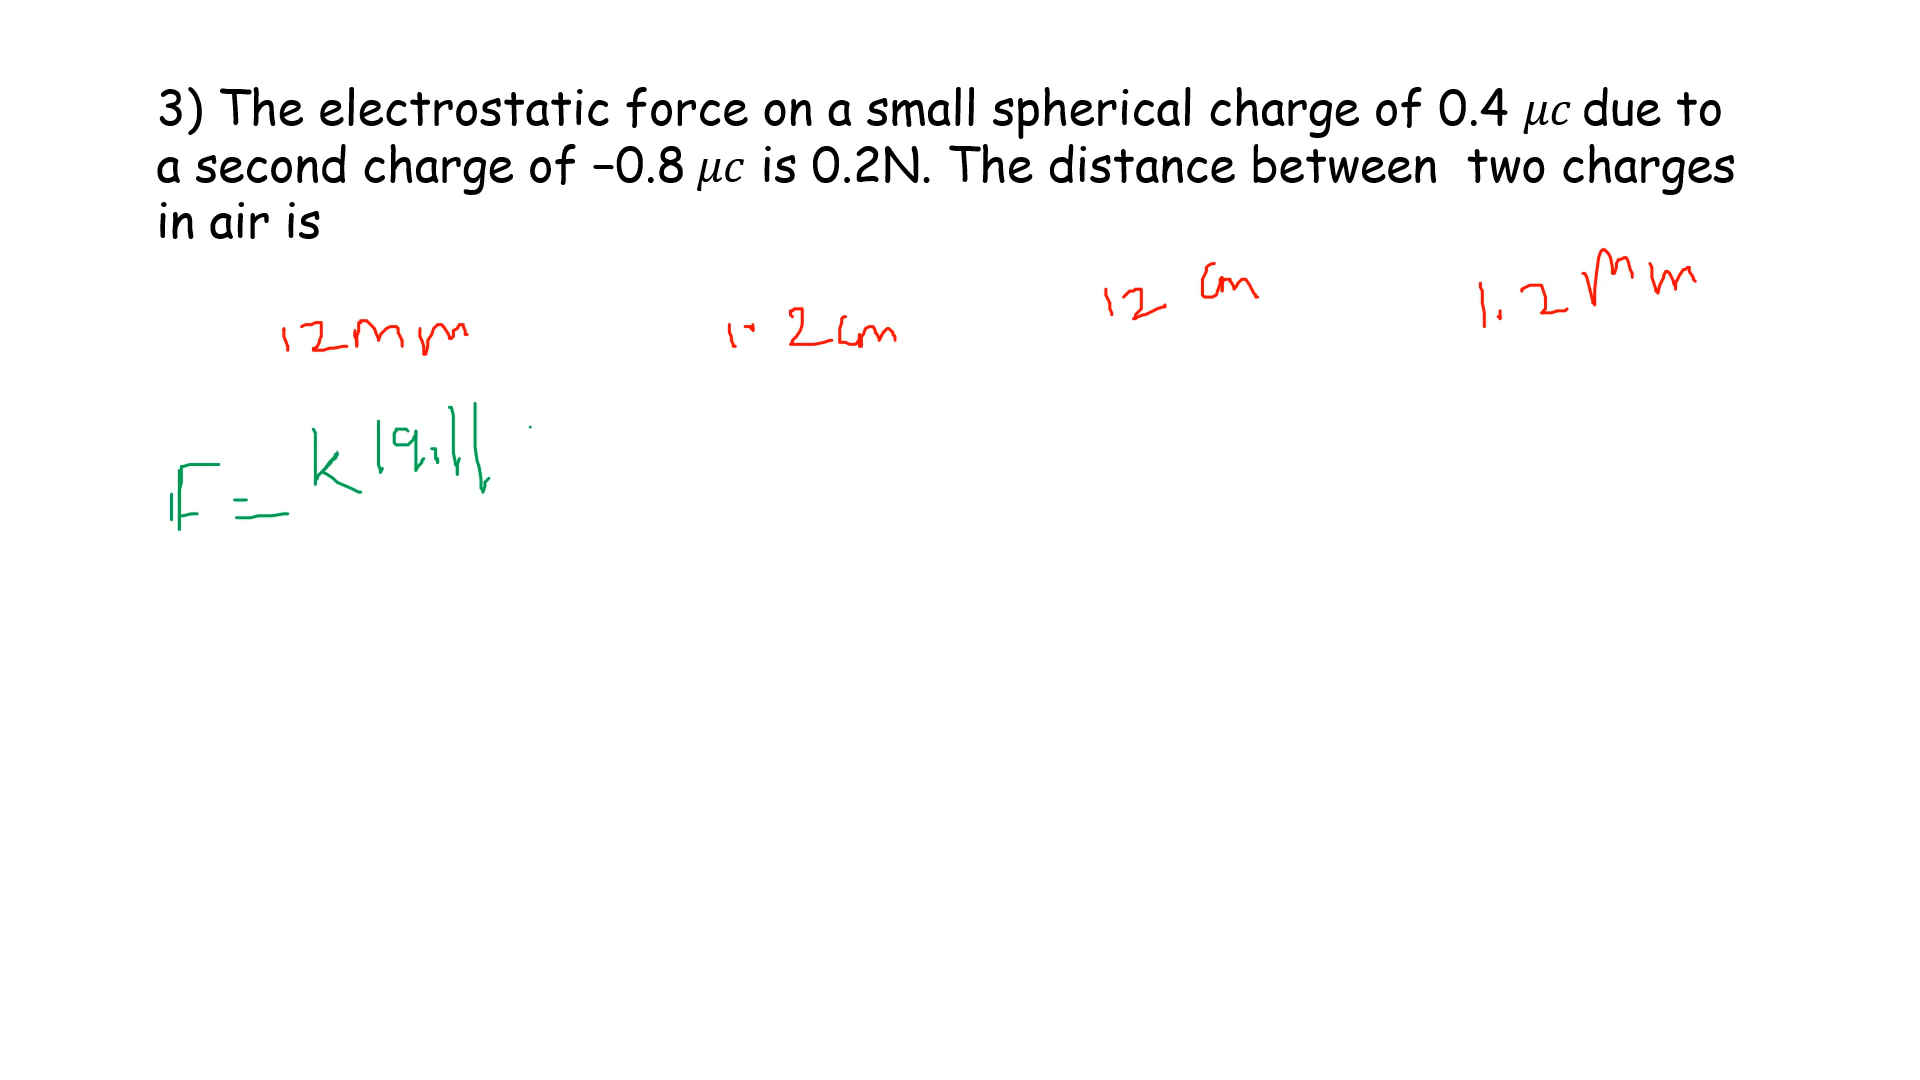 3) The electrostatic force on a small spherical charge of 0.4 μc due to
a second charge of −0.8 μc is 0.2N. The distance between two charges
in air is
12mm 1.2cm 12 cm 1.2 mm
F = k|q₁||